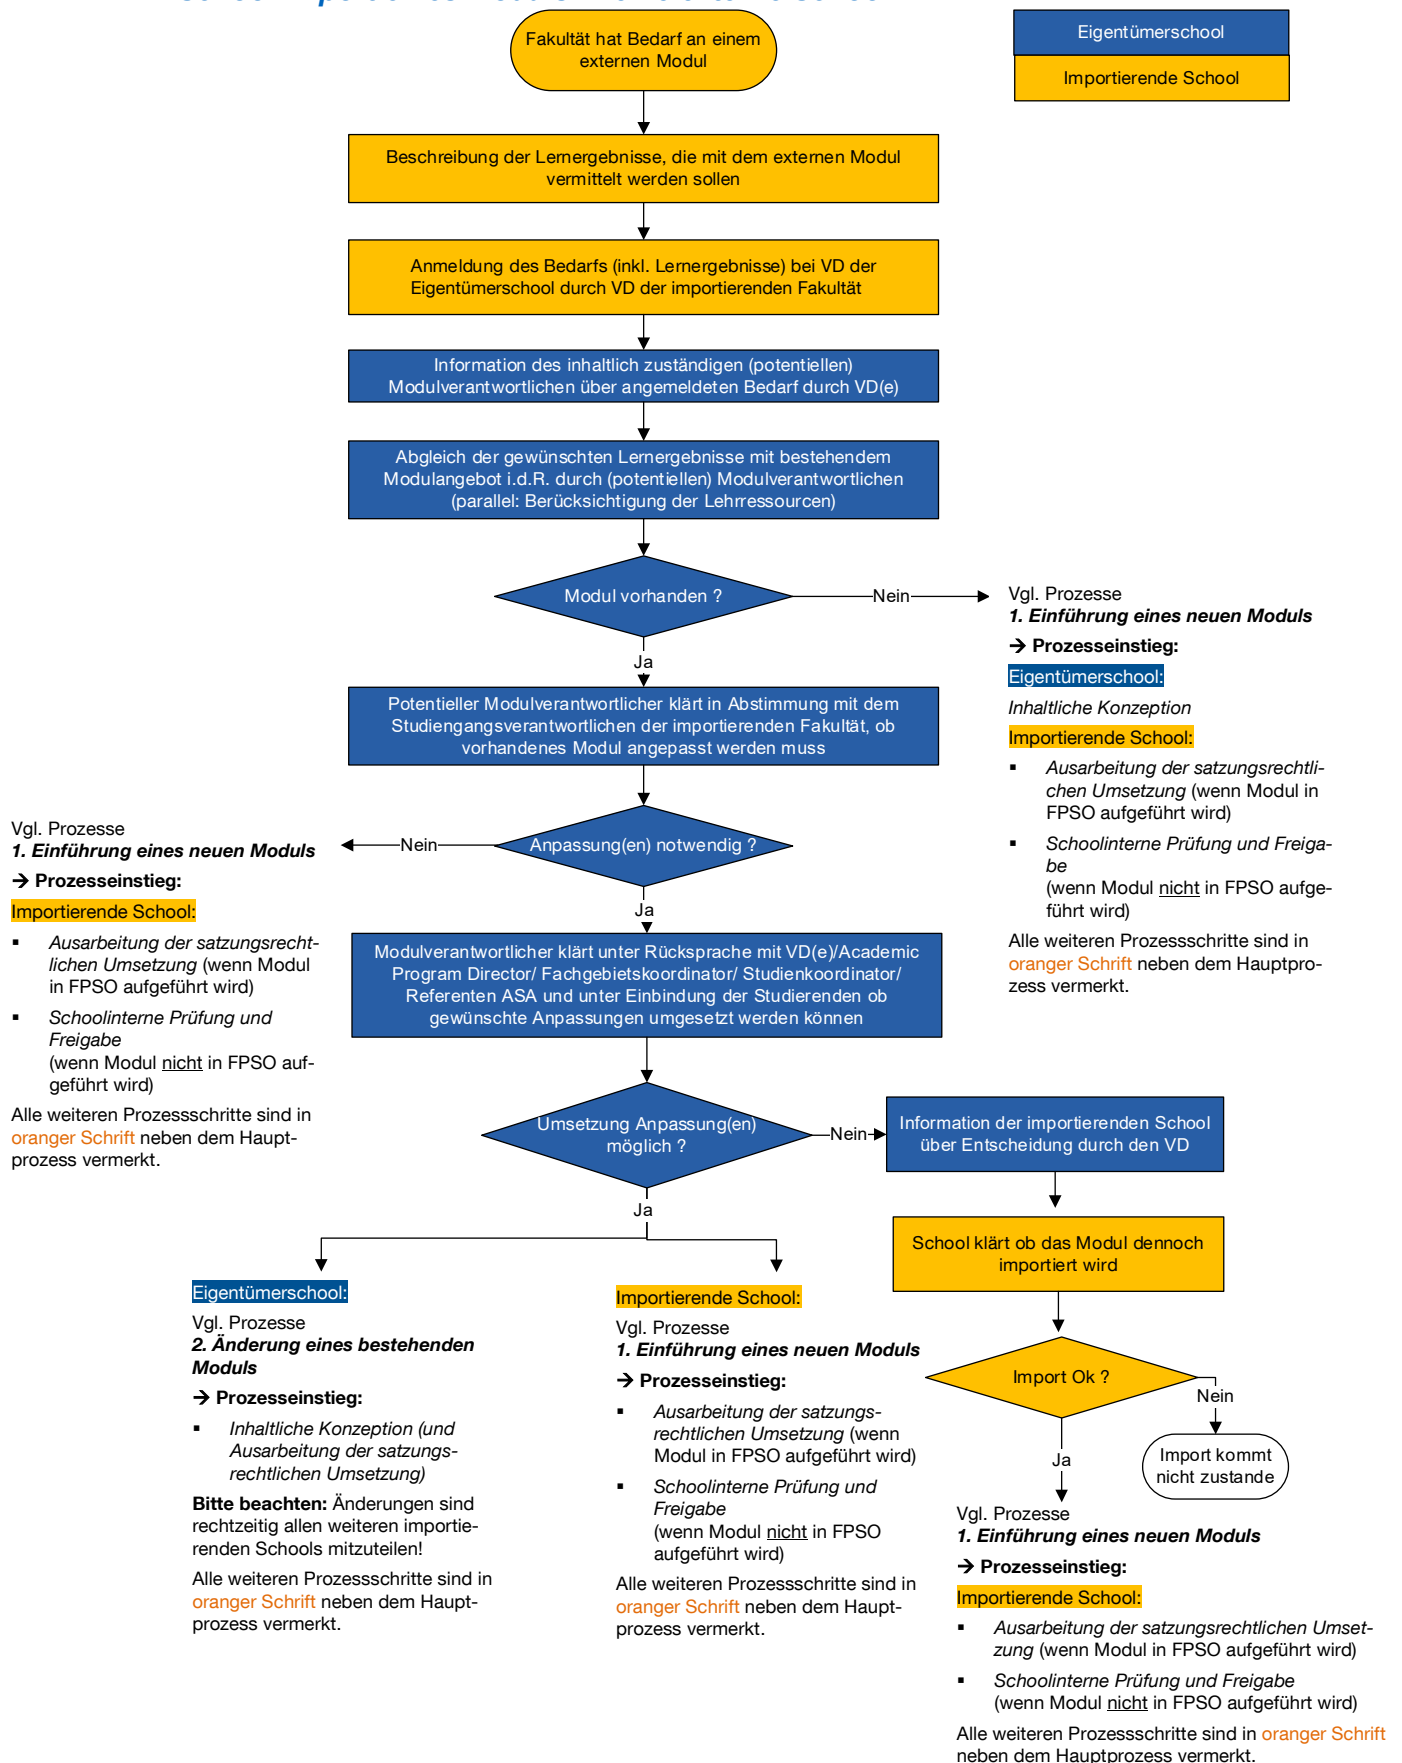 Fakultät hat Bedarf an einem
externen Modul
Eigentümerschool
Importierende School
Beschreibung der Lernergebnisse, die mit dem externen Modul
vermittelt werden sollen
Anmeldung des Bedarfs (inkl. Lernergebnisse) bei VD der
Eigentümerschool durch VD der importierenden Fakultät
Information des inhaltlich zuständigen (potentiellen)
Modulverantwortlichen über angemeldeten Bedarf durch VD(e)
Abgleich der gewünschten Lernergebnisse mit bestehendem
Modulangebot i.d.R. durch (potentiellen) Modulverantwortlichen
(parallel: Berücksichtigung der Lehrressourcen)
Modul vorhanden ?
Nein
Vgl. Prozesse
1. Einführung eines neuen Moduls
→ Prozesseinstieg:
Eigentümerschool:
Inhaltliche Konzeption
Importierende School:
▪ Ausarbeitung der satzungsrechtli-
chen Umsetzung (wenn Modul in
FPSO aufgeführt wird)
▪ Schoolinterne Prüfung und Freiga-
be
(wenn Modul nicht in FPSO aufge-
führt wird)
Alle weiteren Prozessschritte sind in
oranger Schrift neben dem Hauptpro-
zess vermerkt.
Ja
Potentieller Modulverantwortlicher klärt in Abstimmung mit dem
Studiengangsverantwortlichen der importierenden Fakultät, ob
vorhandenes Modul angepasst werden muss
Anpassung(en) notwendig ?
Nein
Vgl. Prozesse
1. Einführung eines neuen Moduls
→ Prozesseinstieg:
Importierende School:
▪ Ausarbeitung der satzungsrecht-
lichen Umsetzung (wenn Modul
in FPSO aufgeführt wird)
▪ Schoolinterne Prüfung und
Freigabe
(wenn Modul nicht in FPSO auf-
geführt wird)
Alle weiteren Prozessschritte sind in
oranger Schrift neben dem Haupt-
prozess vermerkt.
Ja
Modulverantwortlicher klärt unter Rücksprache mit VD(e)/Academic
Program Director/ Fachgebietskoordinator/ Studienkoordinator/
Referenten ASA und unter Einbindung der Studierenden ob
gewünschte Anpassungen umgesetzt werden können
Umsetzung Anpassung(en)
möglich ?
Nein
Information der importierenden School
über Entscheidung durch den VD
Ja
School klärt ob das Modul dennoch
importiert wird
Eigentümerschool:
Vgl. Prozesse
2. Änderung eines bestehenden
Moduls
→ Prozesseinstieg:
▪ Inhaltliche Konzeption (und
Ausarbeitung der satzungs-
rechtlichen Umsetzung)
Bitte beachten: Änderungen sind
rechtzeitig allen weiteren importie-
renden Schools mitzuteilen!
Alle weiteren Prozessschritte sind in
oranger Schrift neben dem Haupt-
prozess vermerkt.
Importierende School:
Vgl. Prozesse
1. Einführung eines neuen Moduls
→ Prozesseinstieg:
▪ Ausarbeitung der satzungs-
rechtlichen Umsetzung (wenn
Modul in FPSO aufgeführt wird)
▪ Schoolinterne Prüfung und
Freigabe
(wenn Modul nicht in FPSO
aufgeführt wird)
Alle weiteren Prozessschritte sind in
oranger Schrift neben dem Haupt-
prozess vermerkt.
Import Ok ?
Nein
Import kommt
nicht zustande
Ja
Vgl. Prozesse
1. Einführung eines neuen Moduls
→ Prozesseinstieg:
Importierende School:
▪ Ausarbeitung der satzungsrechtlichen Umset-
zung (wenn Modul in FPSO aufgeführt wird)
▪ Schoolinterne Prüfung und Freigabe
(wenn Modul nicht in FPSO aufgeführt wird)
Alle weiteren Prozessschritte sind in oranger Schrift
neben dem Hauptprozess vermerkt.